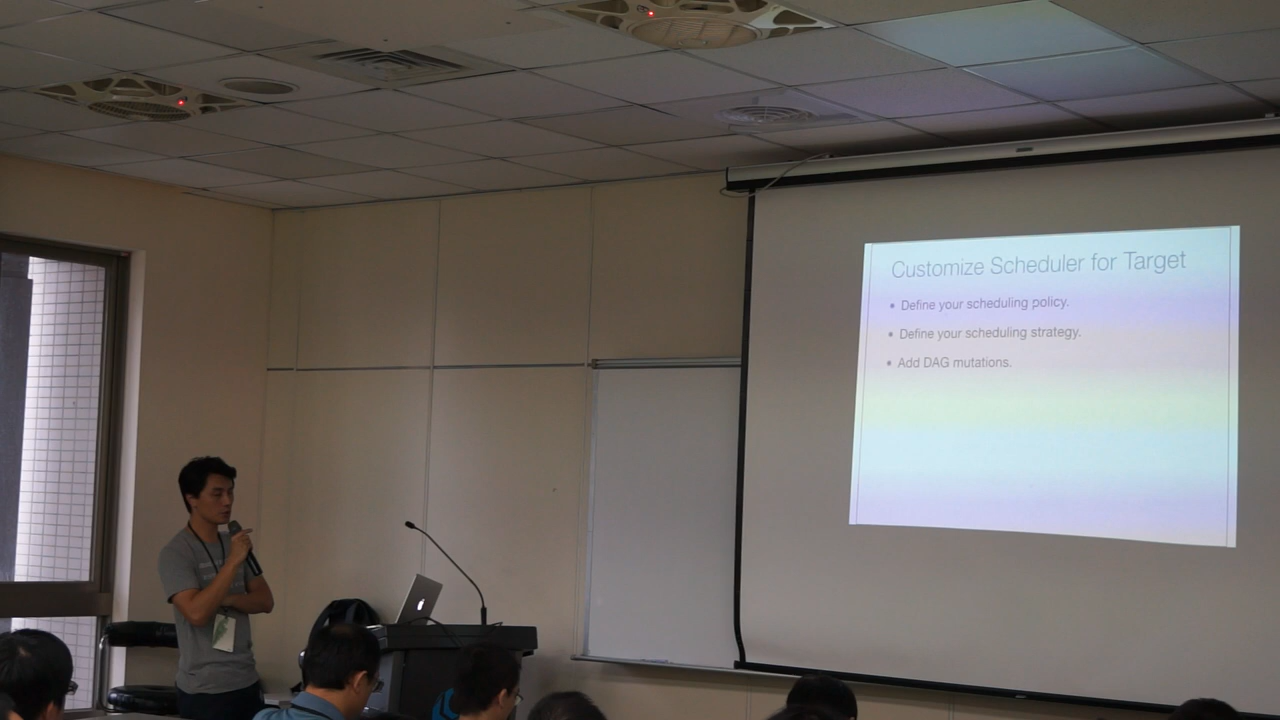 Customize Scheduler for Target
• Define your scheduling policy.
• Define your scheduling strategy.
• Add DAG mutations.